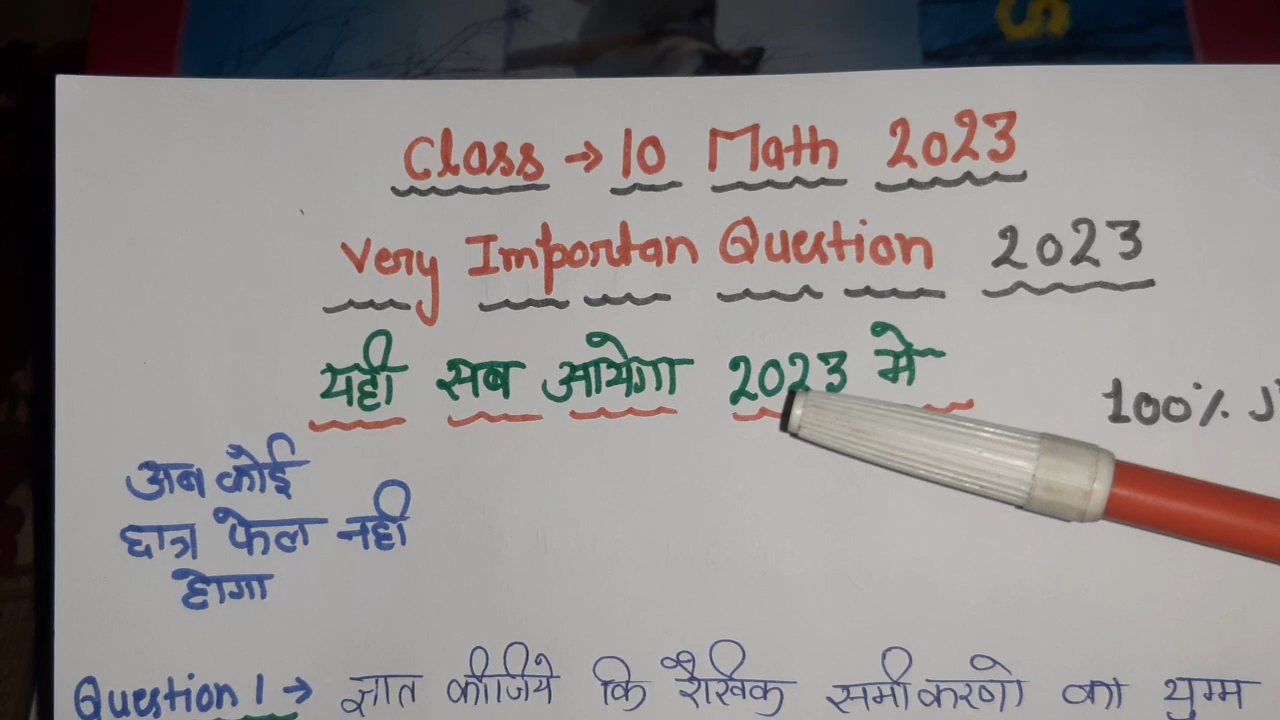 Class → 10 Math 2023
Very Importan Question 2023
यही सब आयेगा 2023 मे
100%
अब कोई
छात्र फेल नही
होगा
Question 1 → ज्ञात कीजिये कि रैखिक समीकरणो का युग्म